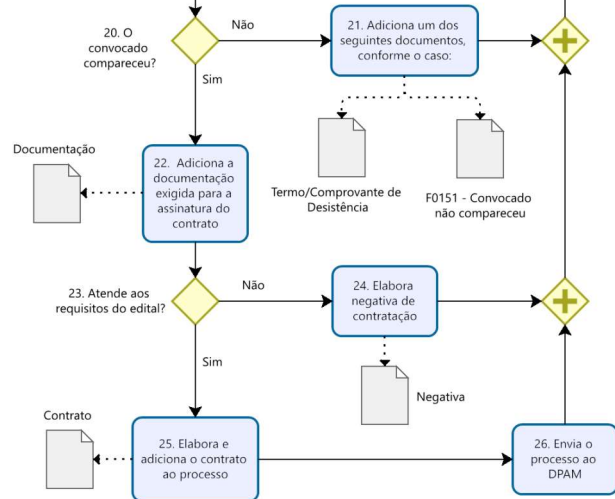 20. O
convocado
compareceu?
Não
21. Adiciona um dos
seguintes documentos,
conforme o caso:
Sim
Termo/Comprovante de
Desistência
F0151 - Convocado
não compareceu
Documentação
22. Adiciona a
documentação
exigida para a
assinatura do
contrato
23. Atende aos
requisitos do edital?
Não
24. Elabora
negativa de
contratação
Sim
Negativa
Contrato
25. Elabora e
adiciona o contrato
ao processo
26. Envia o
processo ao
DPAM